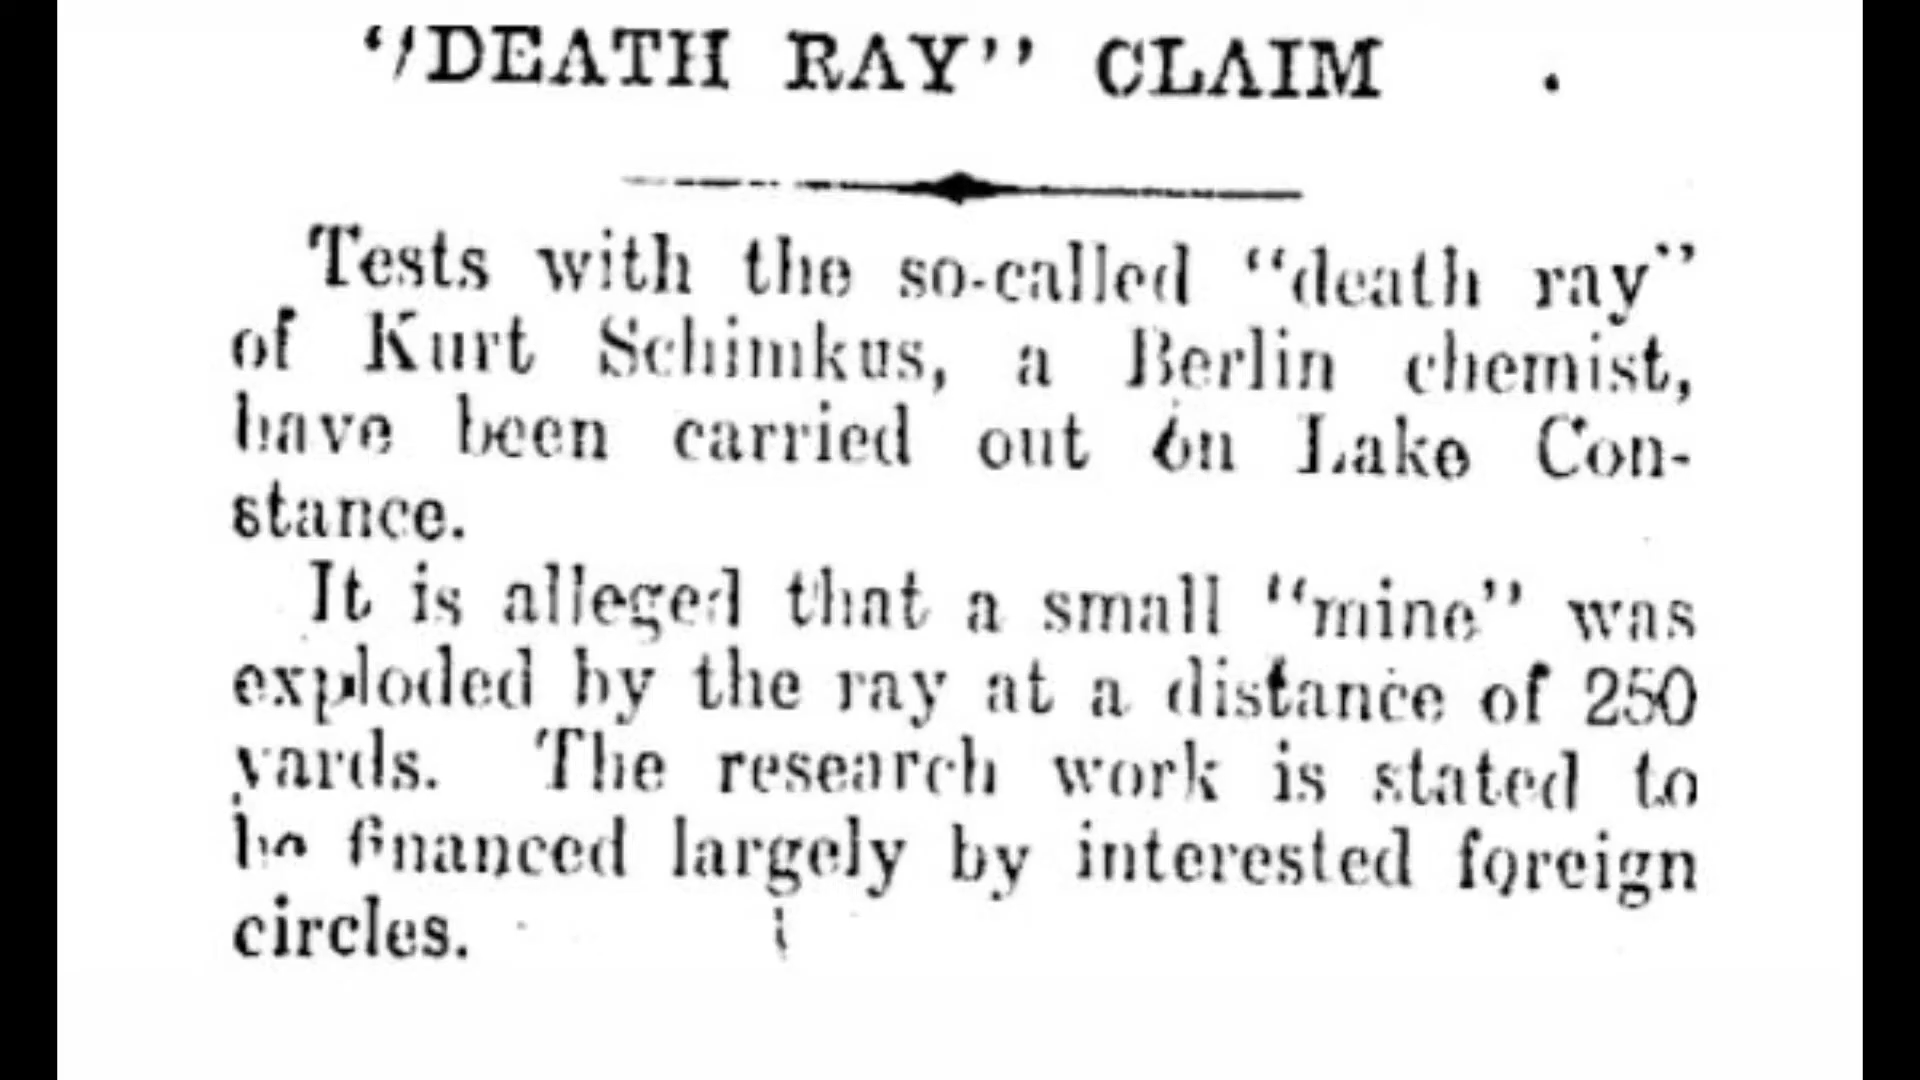 "DEATH RAY" CLAIM
Tests with the so-called "death ray"
of Kurt Schimkus, a Berlin chemist,
have been carried out on Lake Con-
stance.
It is alleged that a small "mine" was
exploded by the ray at a distance of 250
yards. The research work is stated to
be financed largely by interested foreign
circles.